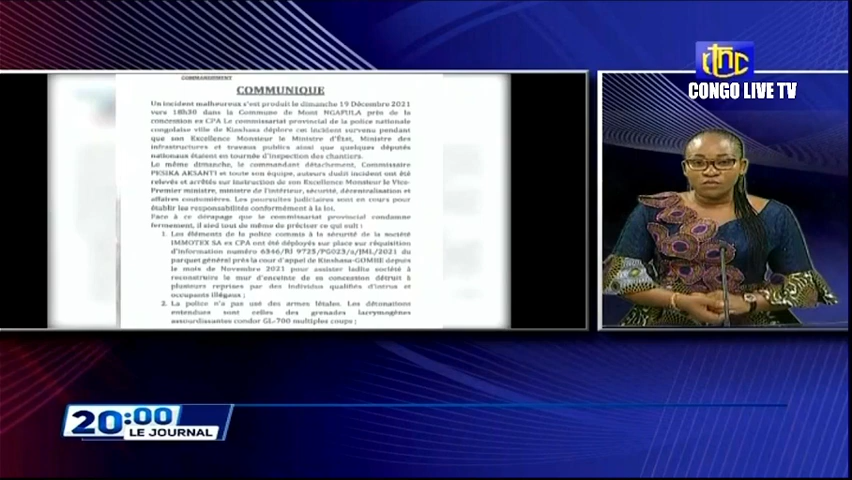 COMMANDEMENT
COMMUNIQUE
Un incident malheureux s'est produit le dimanche 19 Décembre 2021
vers 18h30 dans la Commune de Mont NGAFULA près de la
concession ex CPA Le commissariat provincial de la police nationale
congolaise ville de Kinshasa déplore cet incident survenu pendant
que son Excellence Monsieur le Ministre d'État, Ministre des
infrastructures et travaux publics ainsi que quelques députés
nationaux étaient en tournée d'inspection des chantiers.
Le même dimanche, le commandant détachement, Commissaire
PESIKA AKSANTI et toute son équipe, auteurs dudit incident ont été
relevés et arrêtés sur instruction de son Excellence Monsieur le Vice-
Premier ministre, ministre de l'intérieur, sécurité, décentralisation et
affaires coutumières. Les poursuites judiciaires sont en cours pour
établir les responsabilités conformément à la loi.
Face à ce dérapage que le commissariat provincial condamne
fermement, il sied tout de même de préciser ce qui suit :
1. Les éléments de la police commis à la sécurité de la société
IMMOTEX SA ex CPA ont été déployés sur place sur réquisition
d'information numéro 6546/RI 9725/PG023/a/JML/2021 du
parquet général près la cour d'appel de Kinshasa-GOMBE depuis
le mois de Novembre 2021 pour assister ladite société à
reconstruire le mur d'enceinte de sa concession détruit à
plusieurs reprises par des individus qualifiés d'intrus et
occupants illégaux ;
2. La police n'a pas usé des armes létales. Les détonations
entendues sont celles des grenades lacrymogènes
assourdissantes condor GL-700 multiples coups ;
rtnc
CONGO LIVE TV
20:00
LE JOURNAL